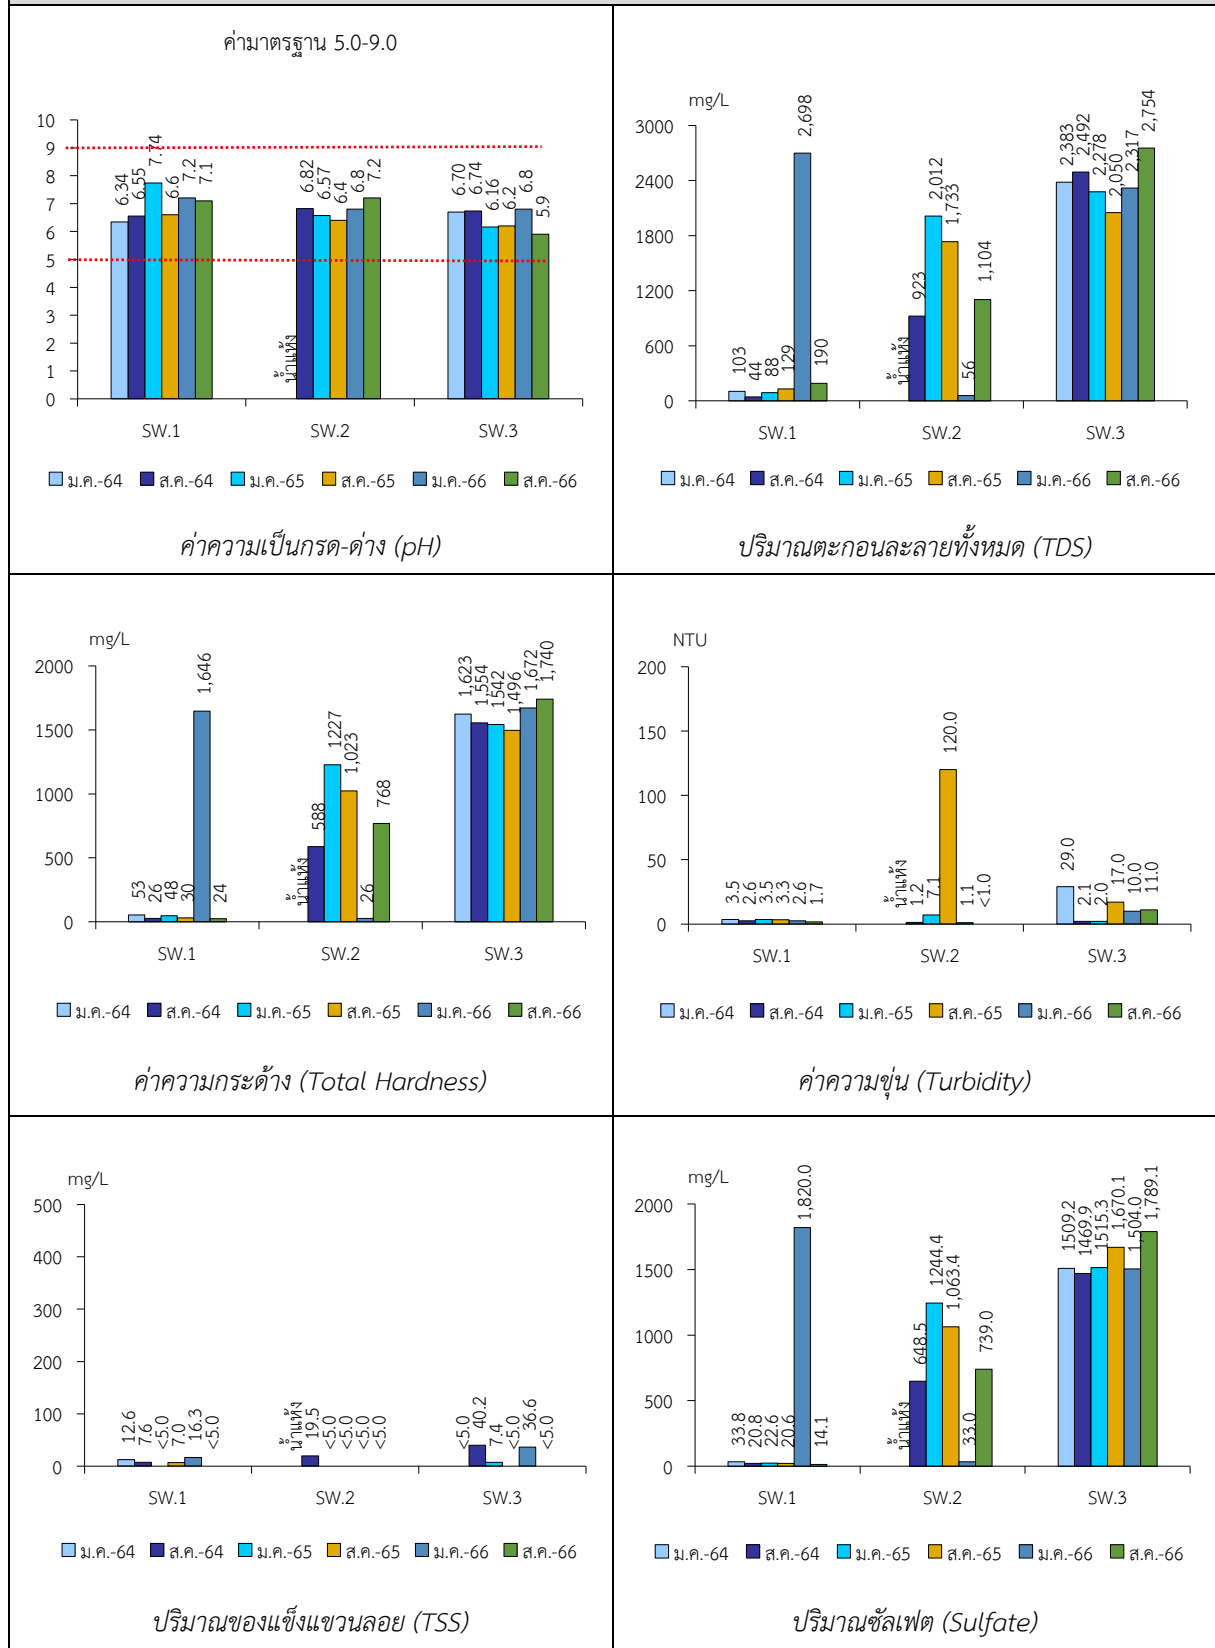 ค่ามาตรฐาน 5.0-9.0
10
9
8
7
6
5
4
3
2
1
0
6.34 6.55 7.74 6.6 7.2 7.1
น้ำแห้ง 6.82 6.57 6.4 6.8 7.2
6.70 6.74 6.16 6.2 6.8 5.9
SW.1 SW.2 SW.3
ม.ค.-64 ส.ค.-64 ม.ค.-65 ส.ค.-65 ม.ค.-66 ส.ค.-66
ค่าความเป็นกรด-ด่าง (pH)
mg/L
3000
2400
1800
1200
600
0
103 44 88 129 2,698 190
น้ำแห้ง 923 2,012 1,733 56 1,104
2,383 2,492 2,278 2,050 2,317 2,754
SW.1 SW.2 SW.3
ม.ค.-64 ส.ค.-64 ม.ค.-65 ส.ค.-65 ม.ค.-66 ส.ค.-66
ปริมาณตะกอนละลายทั้งหมด (TDS)
mg/L
2000
1500
1000
500
0
53 26 48 30 1,646 24
น้ำแห้ง 588 1227 1,023 26 768
1,623 1,554 1542 1,496 1,672 1,740
SW.1 SW.2 SW.3
ม.ค.-64 ส.ค.-64 ม.ค.-65 ส.ค.-65 ม.ค.-66 ส.ค.-66
ค่าความกระด้าง (Total Hardness)
NTU
200
150
100
50
0
3.5 2.6 3.5 3.3 2.6 1.7
น้ำแห้ง 1.2 7.1 120.0 1.1 <1.0
29.0 2.1 2.0 17.0 10.0 11.0
SW.1 SW.2 SW.3
ม.ค.-64 ส.ค.-64 ม.ค.-65 ส.ค.-65 ม.ค.-66 ส.ค.-66
ค่าความขุ่น (Turbidity)
mg/L
500
400
300
200
100
0
12.6 7.6 <5.0 7.0 16.3 <5.0
น้ำแห้ง 19.5 <5.0 <5.0 <5.0 <5.0
<5.0 40.2 7.4 <5.0 36.6 <5.0
SW.1 SW.2 SW.3
ม.ค.-64 ส.ค.-64 ม.ค.-65 ส.ค.-65 ม.ค.-66 ส.ค.-66
ปริมาณของแข็งแขวนลอย (TSS)
mg/L
2000
1500
1000
500
0
33.8 20.8 22.6 20.6 1,820.0 14.1
น้ำแห้ง 648.5 1244.4 1,063.4 33.0 739.0
1509.2 1469.9 1515.3 1,670.1 1,504.0 1,789.1
SW.1 SW.2 SW.3
ม.ค.-64 ส.ค.-64 ม.ค.-65 ส.ค.-65 ม.ค.-66 ส.ค.-66
ปริมาณซัลเฟต (Sulfate)